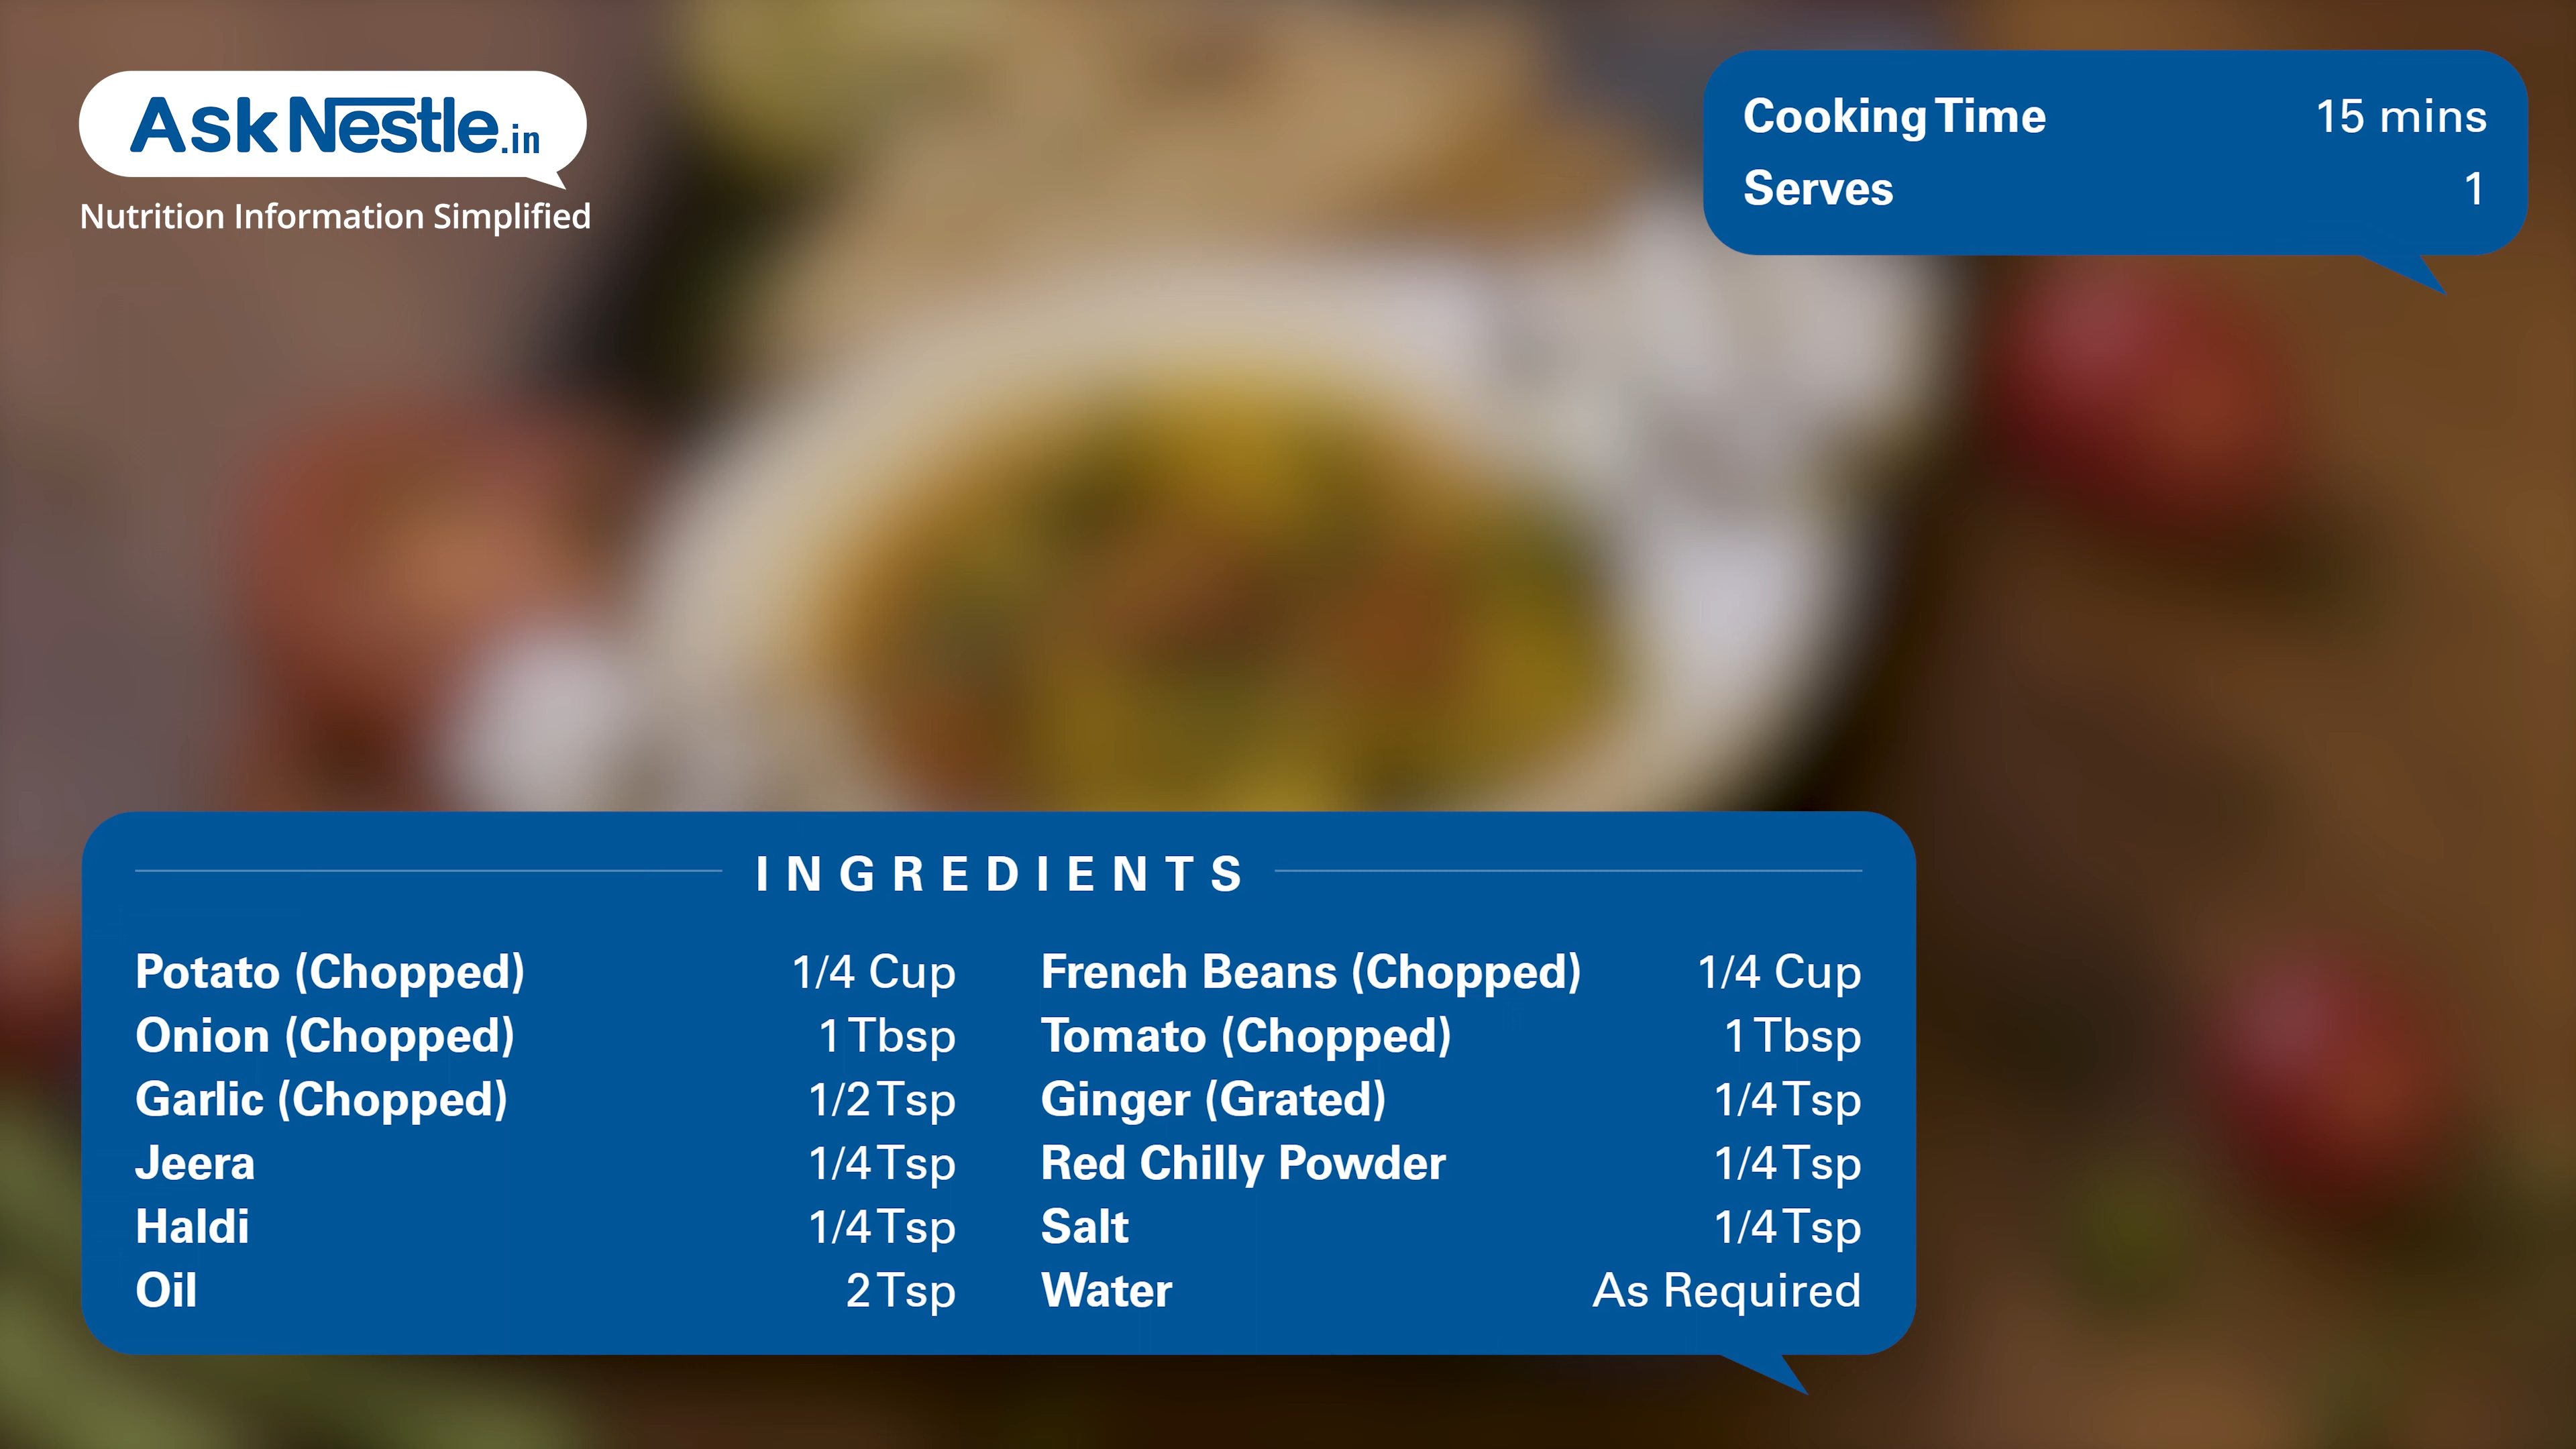 AskNestle.in
Nutrition Information Simplified
Cooking Time 15 mins
Serves 1
INGREDIENTS
Potato (Chopped) 1/4 Cup
Onion (Chopped) 1 Tbsp
Garlic (Chopped) 1/2 Tsp
Jeera 1/4 Tsp
Haldi 1/4 Tsp
Oil 2 Tsp
French Beans (Chopped) 1/4 Cup
Tomato (Chopped) 1 Tbsp
Ginger (Grated) 1/4 Tsp
Red Chilly Powder 1/4 Tsp
Salt 1/4 Tsp
Water As Required